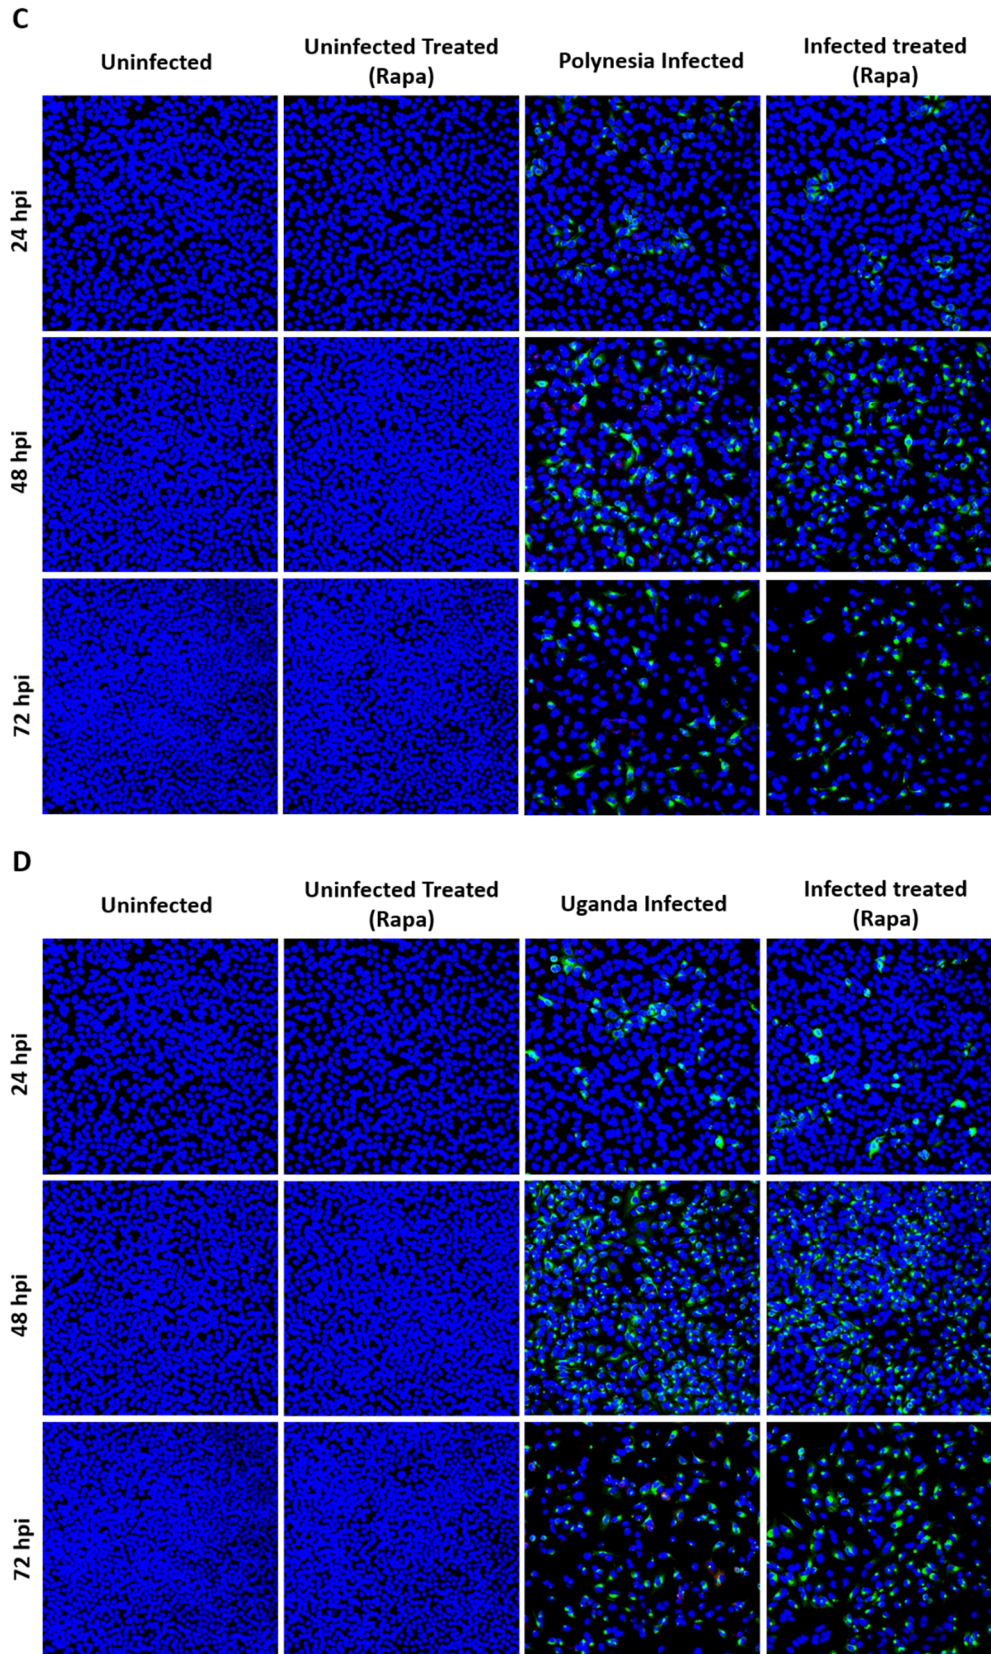 C
Uninfected
Uninfected Treated
(Rapa)
Polynesia Infected
Infected treated
(Rapa)
24 hpi
48 hpi
72 hpi
D
Uninfected
Uninfected Treated
(Rapa)
Uganda Infected
Infected treated
(Rapa)
24 hpi
48 hpi
72 hpi